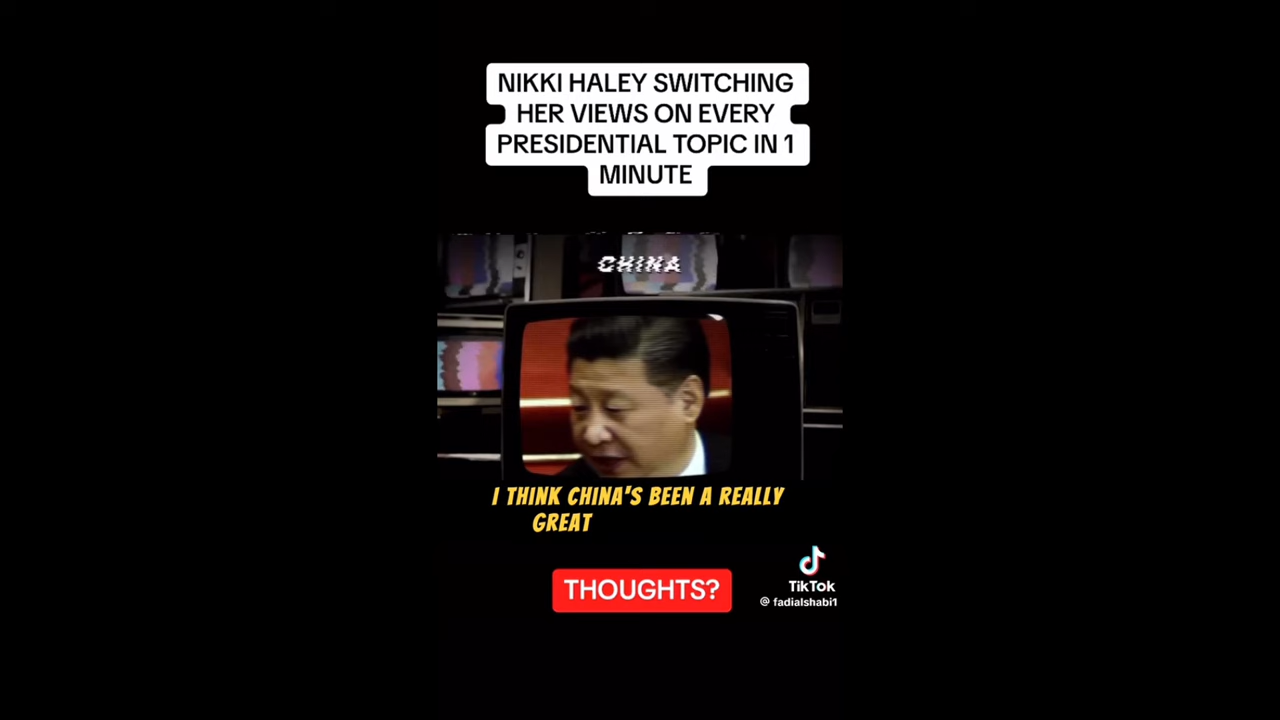 NIKKI HALEY SWITCHING
HER VIEWS ON EVERY
PRESIDENTIAL TOPIC IN 1
MINUTE
CHINA
I THINK CHINA'S BEEN A REALLY
GREAT
THOUGHTS?
TikTok
@ fadialshabi1